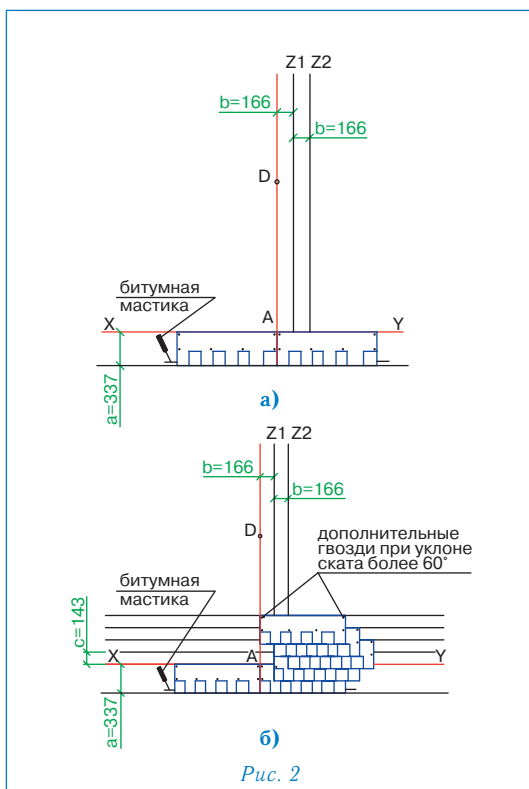 Z1 Z2
b=166
b=166
D
битумная
мастика
X
A
Y
a=337
а)
Z1 Z2
b=166
b=166
D
дополнительные
гвозди при уклоне
ската более 60°
битумная
мастика
c=143
X
A
Y
a=337
б)
Рис. 2